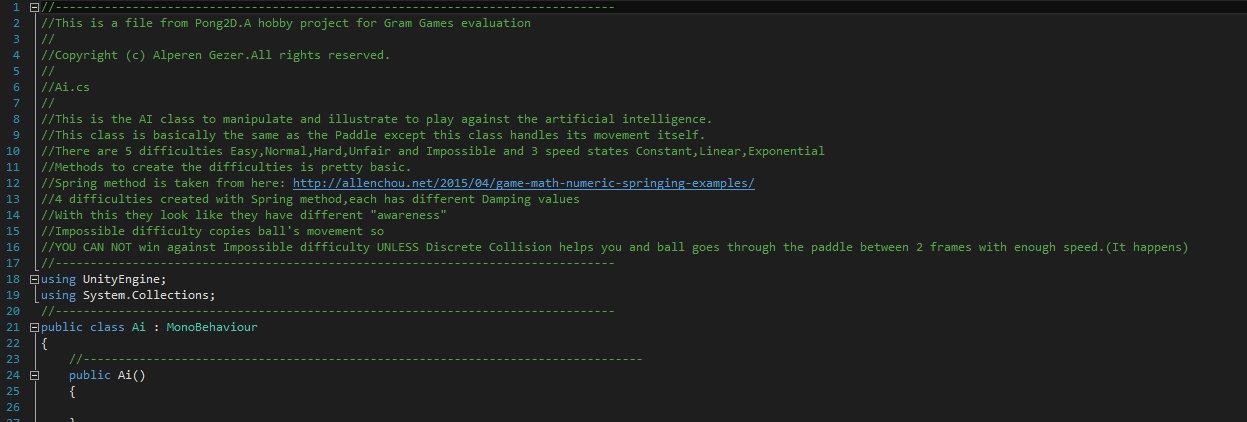 1 //--------------------------------------------------------------------------------
2 //This is a file from Pong2D.A hobby project for Gram Games evaluation
3 //
4 //Copyright (c) Alperen Gezer.All rights reserved.
5 //
6 //Ai.cs
7 //
8 //This is the AI class to manipulate and illustrate to play against the artificial intelligence.
9 //This class is basically the same as the Paddle except this class handles its movement itself.
10 //There are 5 difficulties Easy,Normal,Hard,Unfair and Impossible and 3 speed states Constant,Linear,Exponential
11 //Methods to create the difficulties is pretty basic.
12 //Spring method is taken from here: http://allenchou.net/2015/04/game-math-numeric-springing-examples/
13 //4 difficulties created with Spring method,each has different Damping values
14 //With this they look like they have different "awareness"
15 //Impossible difficulty copies ball's movement so
16 //YOU CAN NOT win against Impossible difficulty UNLESS Discrete Collision helps you and ball goes through the paddle between 2 frames with enough speed.(It happens)
17 //--------------------------------------------------------------------------------
18 using UnityEngine;
19 using System.Collections;
20 //--------------------------------------------------------------------------------
21 public class Ai : MonoBehaviour
22 {
23 //--------------------------------------------------------------------------------
24 public Ai()
25 {
26
27 }